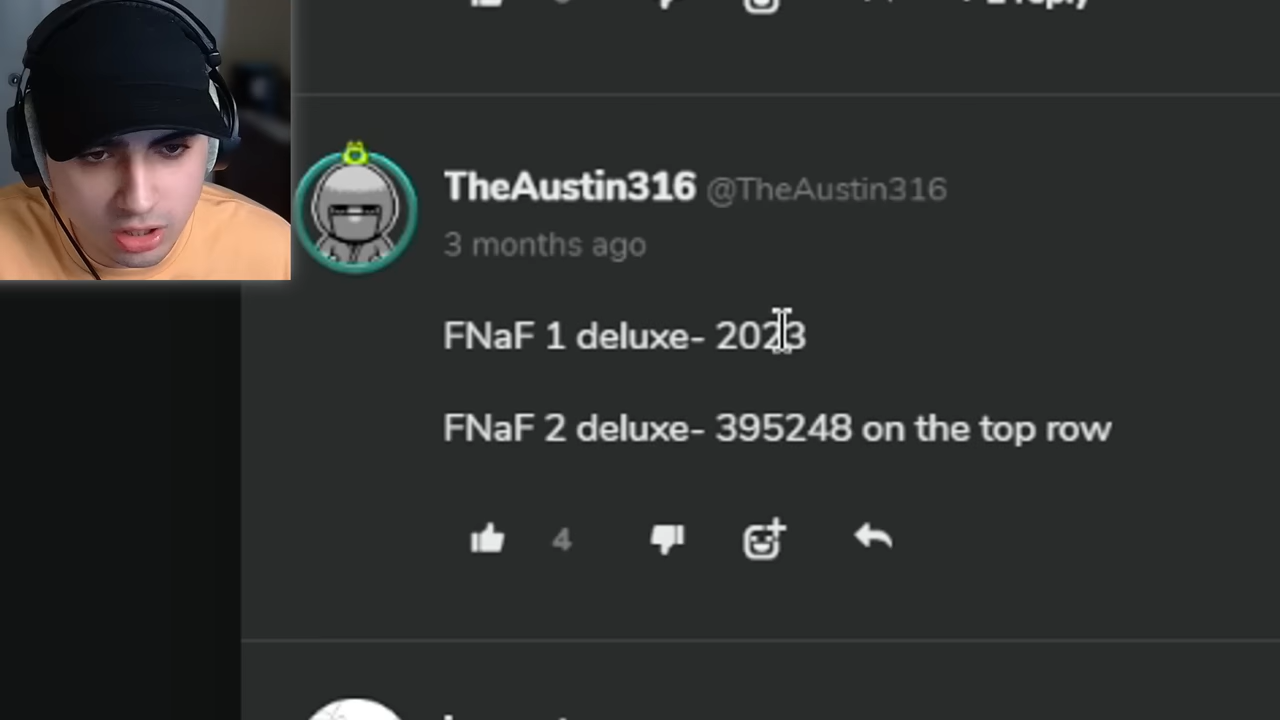 TheAustin316 @TheAustin316
3 months ago
FNaF 1 deluxe- 2023
FNaF 2 deluxe- 395248 on the top row
4